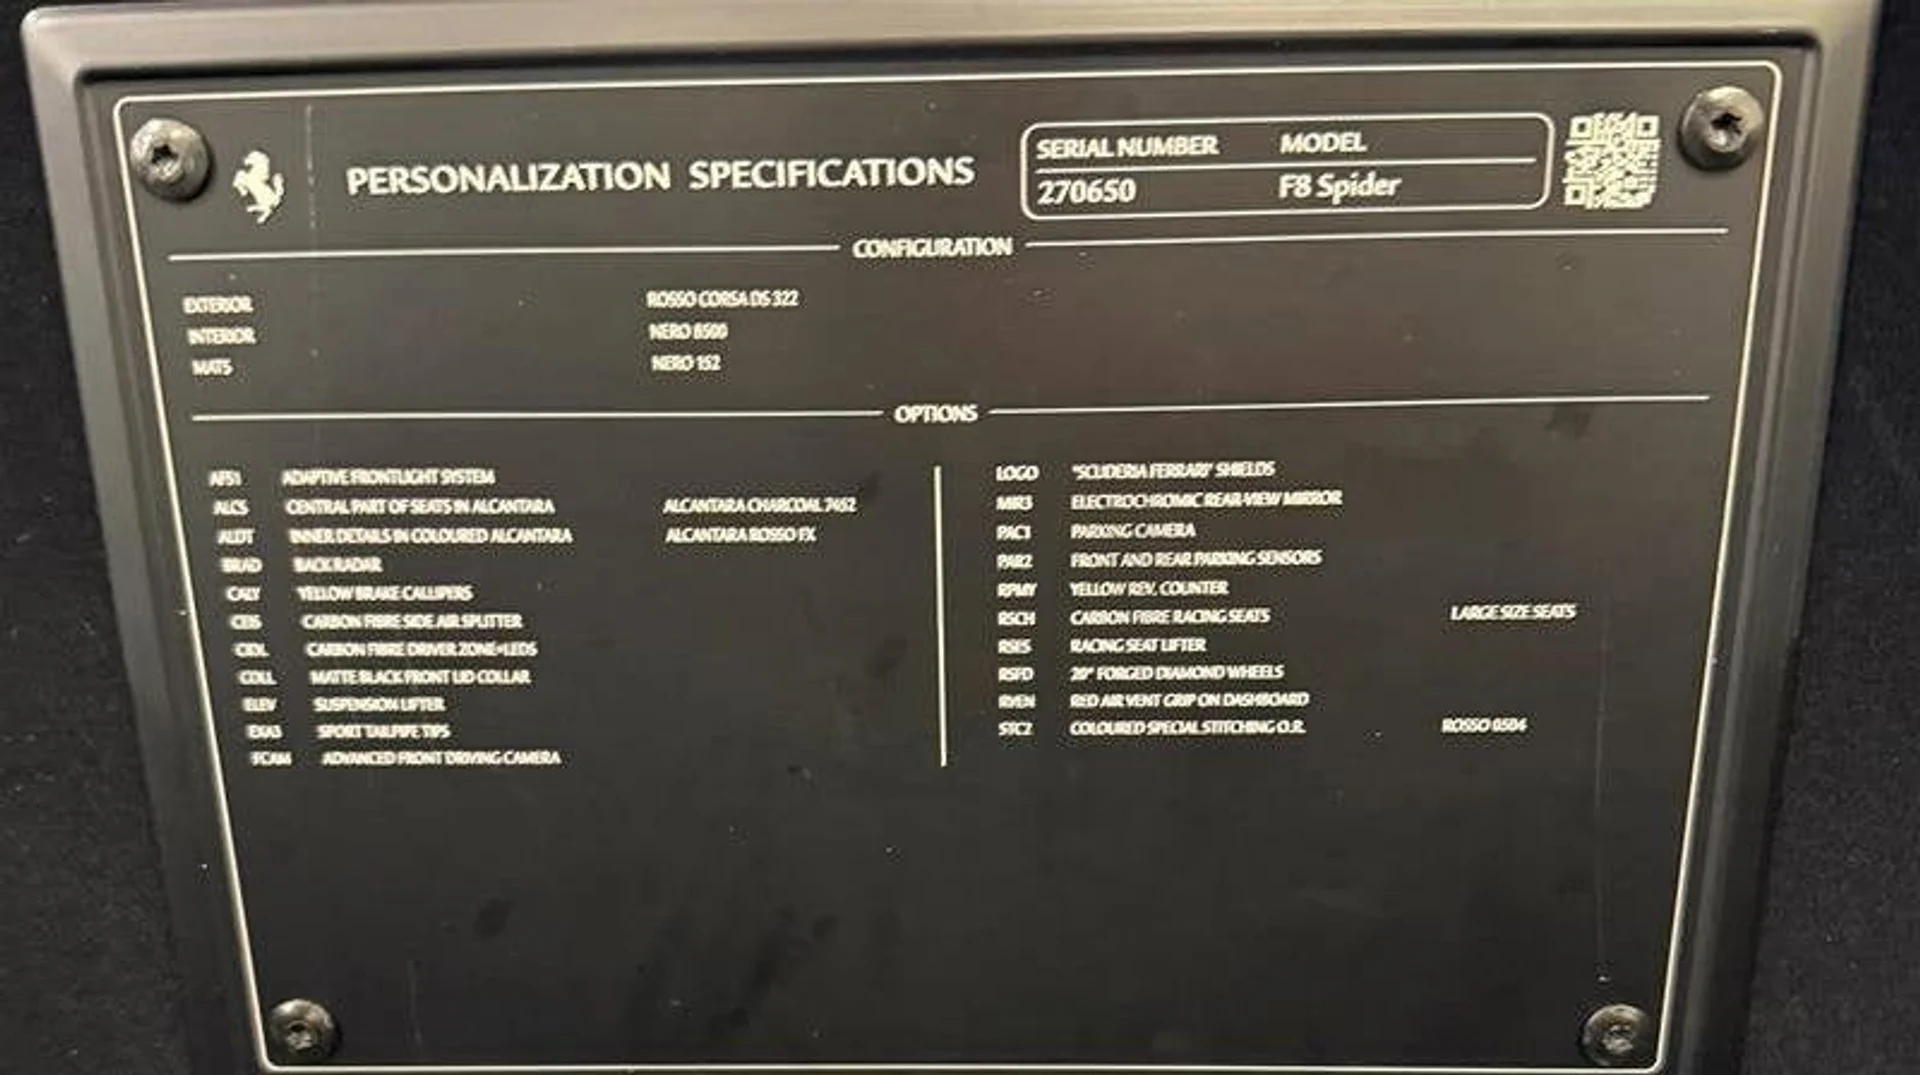 PERSONALIZATION SPECIFICATIONS
SERIAL NUMBER MODEL
270650 F8 Spider
CONFIGURATION
EXTERIOR ROSSO CORSA DS 322
INTERIOR NERO 8500
MATS NERO 152
OPTIONS
AFS1 ADAPTIVE FRONTLIGHT SYSTEM
ALCS CENTRAL PART OF SEATS IN ALCANTARA ALCANTARA CHARCOAL 7452
ALDT INNER DETAILS IN COLOURED ALCANTARA ALCANTARA ROSSO FX
BRAD BACK RADAR
CALY YELLOW BRAKE CALLIPERS
CEIS CARBON FIBRE SIDE AIR SPLITTER
CIDL CARBON FIBRE DRIVER ZONE+LEDS
COLL MATTE BLACK FRONT LID COLLAR
ELEV SUSPENSION LIFTER
EXA3 SPORT TAILPIPE TIPS
FCAM ADVANCED FRONT DRIVING CAMERA
LOGO "SCUDERIA FERRARI" SHIELDS
MIR3 ELECTROCHROMIC REAR-VIEW MIRROR
PAC1 PARKING CAMERA
PAR2 FRONT AND REAR PARKING SENSORS
RPMY YELLOW REV. COUNTER
RSCH CARBON FIBRE RACING SEATS LARGE SIZE SEATS
RSES RACING SEAT LIFTER
RSFD 20" FORGED DIAMOND WHEELS
RVEN RED AIR VENT GRIP ON DASHBOARD
STC2 COLOURED SPECIAL STITCHING O.R. ROSSO 0504